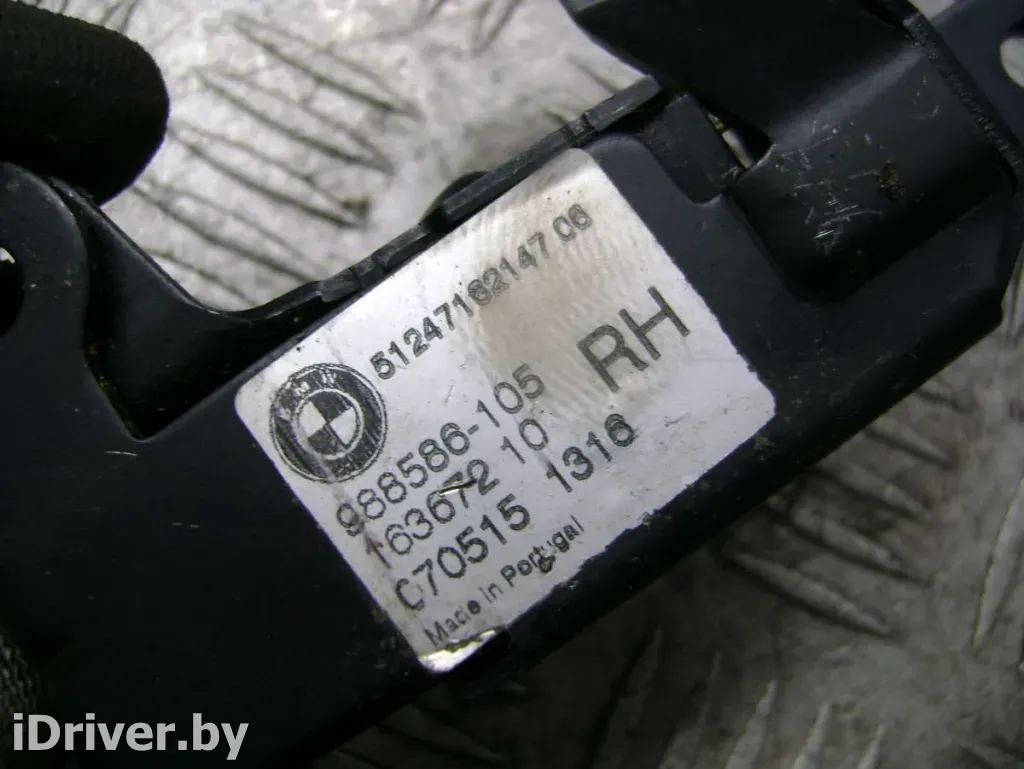 51247182147 06
988586-105 RH
163672 10
C70515 1316
Made in Portugal
iDriver.by